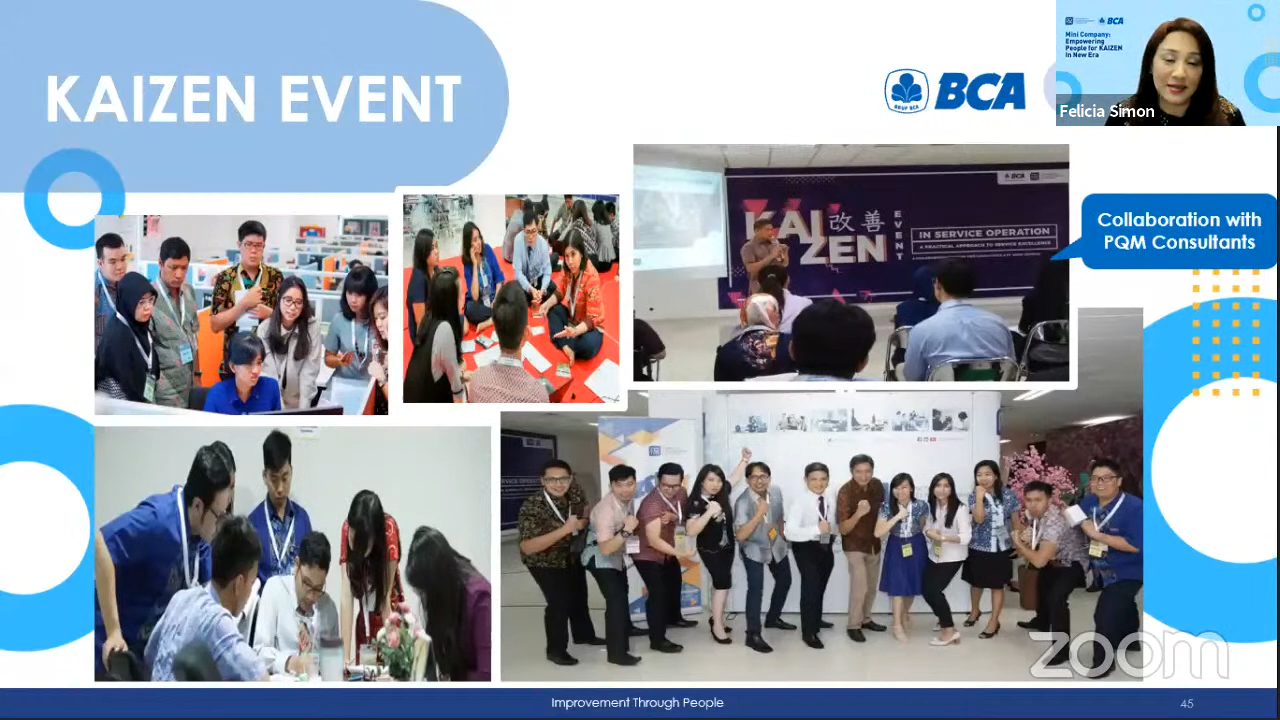 KAIZEN EVENT
GRUP BCA
BCA
BCA
Mini Company:
Empowering
People for KAIZEN
in New Era
Felicia Simon
Collaboration with
PQM Consultants
BCA
KAI 改善
ZEN
EVENT
IN SERVICE OPERATION
A PRACTICAL APPROACH TO SERVICE EXCELLENCE
zoom
Improvement Through People
45